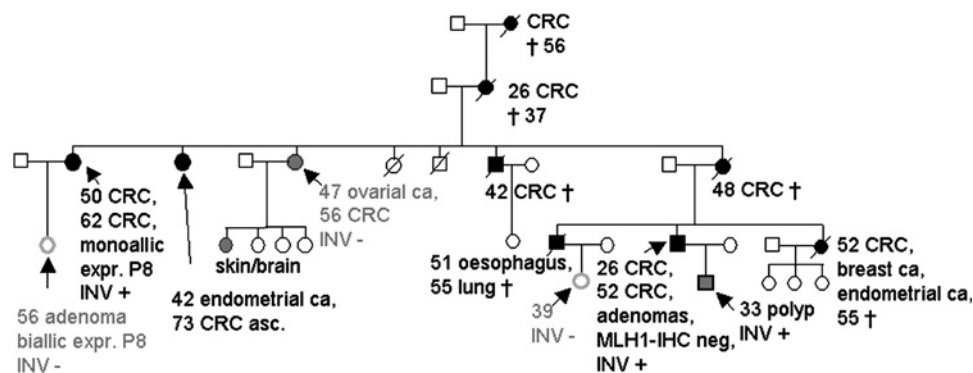 CRC
† 56
26 CRC
† 37
50 CRC,
62 CRC,
monoallic
expr. P8
INV +
56 adenoma
biallic expr. P8
INV -
skin/brain
42 endometrial ca,
73 CRC asc.
47 ovarial ca,
56 CRC
INV -
42 CRC †
48 CRC †
51 oesophagus,
55 lung †
39
INV -
26 CRC,
52 CRC,
adenomas,
MLH1-IHC neg,
INV +
33 polyp
INV +
52 CRC,
breast ca,
endometrial ca,
55 †